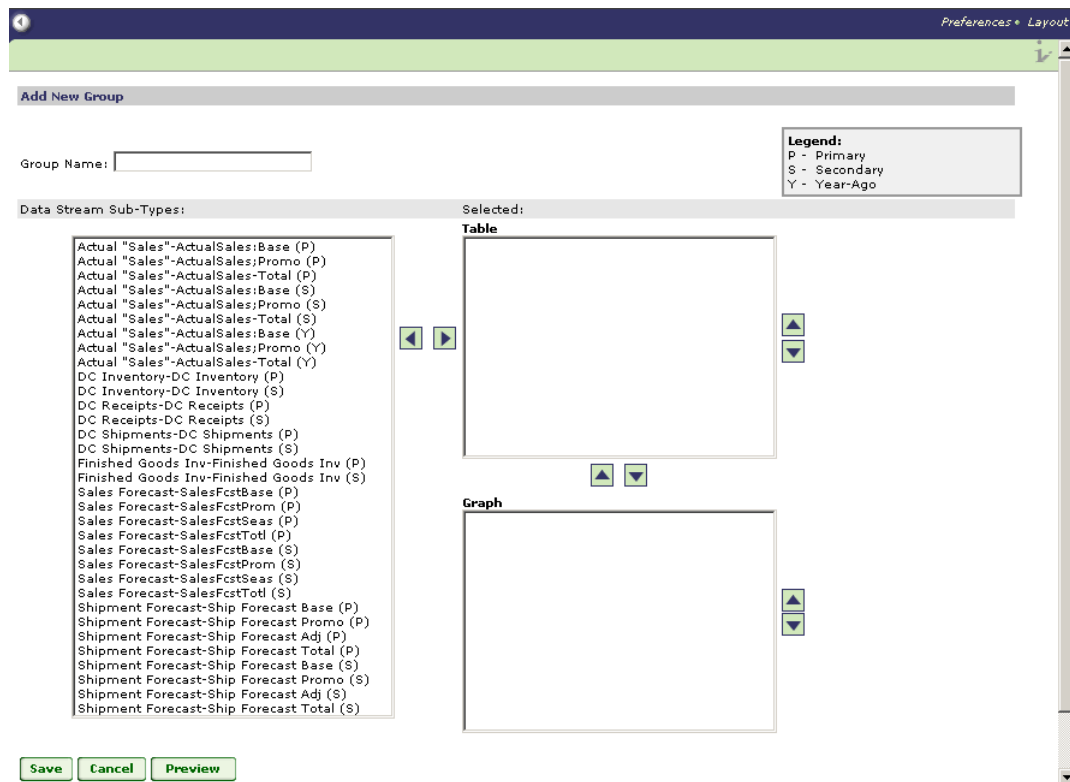 Preferences • Layout
Add New Group
Legend:
P - Primary
S - Secondary
Y - Year-Ago
Group Name:
Data Stream Sub-Types: Selected:
Table
Actual "Sales"-ActualSales:Base (P)
Actual "Sales"-ActualSales;Promo (P)
Actual "Sales"-ActualSales-Total (P)
Actual "Sales"-ActualSales:Base (S)
Actual "Sales"-ActualSales;Promo (S)
Actual "Sales"-ActualSales-Total (S)
Actual "Sales"-ActualSales:Base (Y)
Actual "Sales"-ActualSales;Promo (Y)
Actual "Sales"-ActualSales-Total (Y)
DC Inventory-DC Inventory (P)
DC Inventory-DC Inventory (S)
DC Receipts-DC Receipts (P)
DC Receipts-DC Receipts (S)
DC Shipments-DC Shipments (P)
DC Shipments-DC Shipments (S)
Finished Goods Inv-Finished Goods Inv (P)
Finished Goods Inv-Finished Goods Inv (S)
Sales Forecast-SalesFcstBase (P)
Sales Forecast-SalesFcstProm (P)
Sales Forecast-SalesFcstSeas (P)
Sales Forecast-SalesFcstTotl (P)
Sales Forecast-SalesFcstBase (S)
Sales Forecast-SalesFcstProm (S)
Sales Forecast-SalesFcstSeas (S)
Sales Forecast-SalesFcstTotl (S)
Shipment Forecast-Ship Forecast Base (P)
Shipment Forecast-Ship Forecast Promo (P)
Shipment Forecast-Ship Forecast Adj (P)
Shipment Forecast-Ship Forecast Total (P)
Shipment Forecast-Ship Forecast Base (S)
Shipment Forecast-Ship Forecast Promo (S)
Shipment Forecast-Ship Forecast Adj (S)
Shipment Forecast-Ship Forecast Total (S)
Graph
Save Cancel Preview